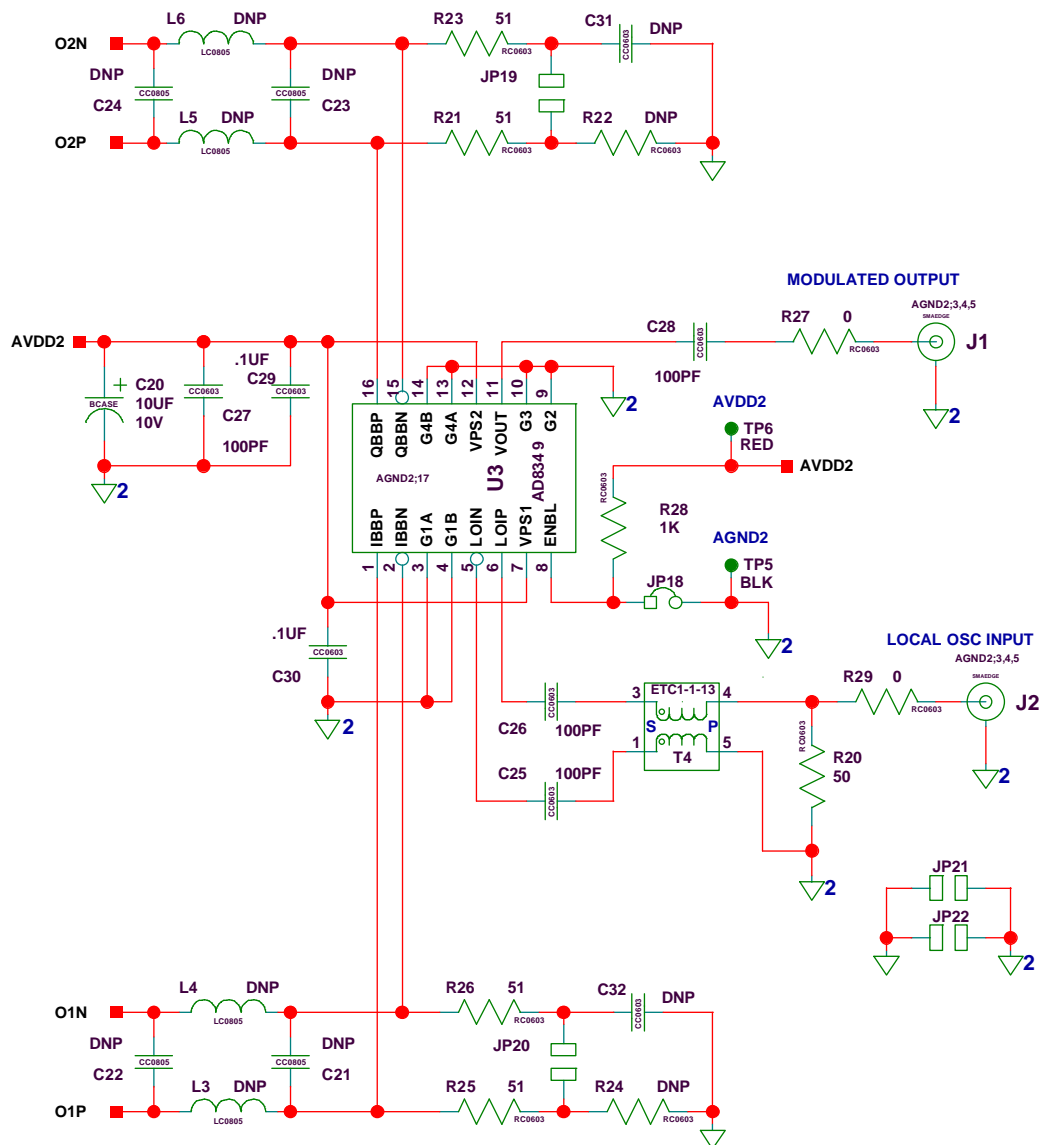 L6 DNP
LC0805
R23 51
RC0603
C31
CC0603
DNP
O2N
DNP
CC0805
C24
DNP
CC0805
C23
JP19
L5 DNP
LC0805
R21 51
RC0603
R22 DNP
RC0603
O2P
MODULATED OUTPUT
AGND2;3,4,5
SMAEDGE
R27 0
RC0603
J1
C28
CC0603
100PF
2
AVDD2
+
C20
10UF
10V
BCASE
CC0603
C27
100PF
.1UF
C29
CC0603
2
16 15 14 13 12 11 10 9
QBBP QBBN G4B G4A VPS2 VOUT G3 G2
AGND2;17
U3
AD834 9
IBBP IBBN G1A G1B LOIN LOIP VPS1 ENBL
1 2 3 4 5 6 7 8
2
AVDD2
TP6
RED
AVDD2
RC0603
R28
1K
AGND2
TP5
BLK
JP18
2
.1UF
CC0603
C30
2
LOCAL OSC INPUT
AGND2;3,4,5
SMAEDGE
R29 0
RC0603
J2
2
C26
CC0603
100PF
3 ETC1-1-13 4
S P
1 T4 5
C25
CC0603
100PF
RC0603
R20
50
2
JP21
JP22
2
L4 DNP
LC0805
R26 51
RC0603
C32
CC0603
DNP
O1N
DNP
CC0805
C22
DNP
CC0805
C21
JP20
L3 DNP
LC0805
R25 51
RC0603
R24 DNP
RC0603
O1P